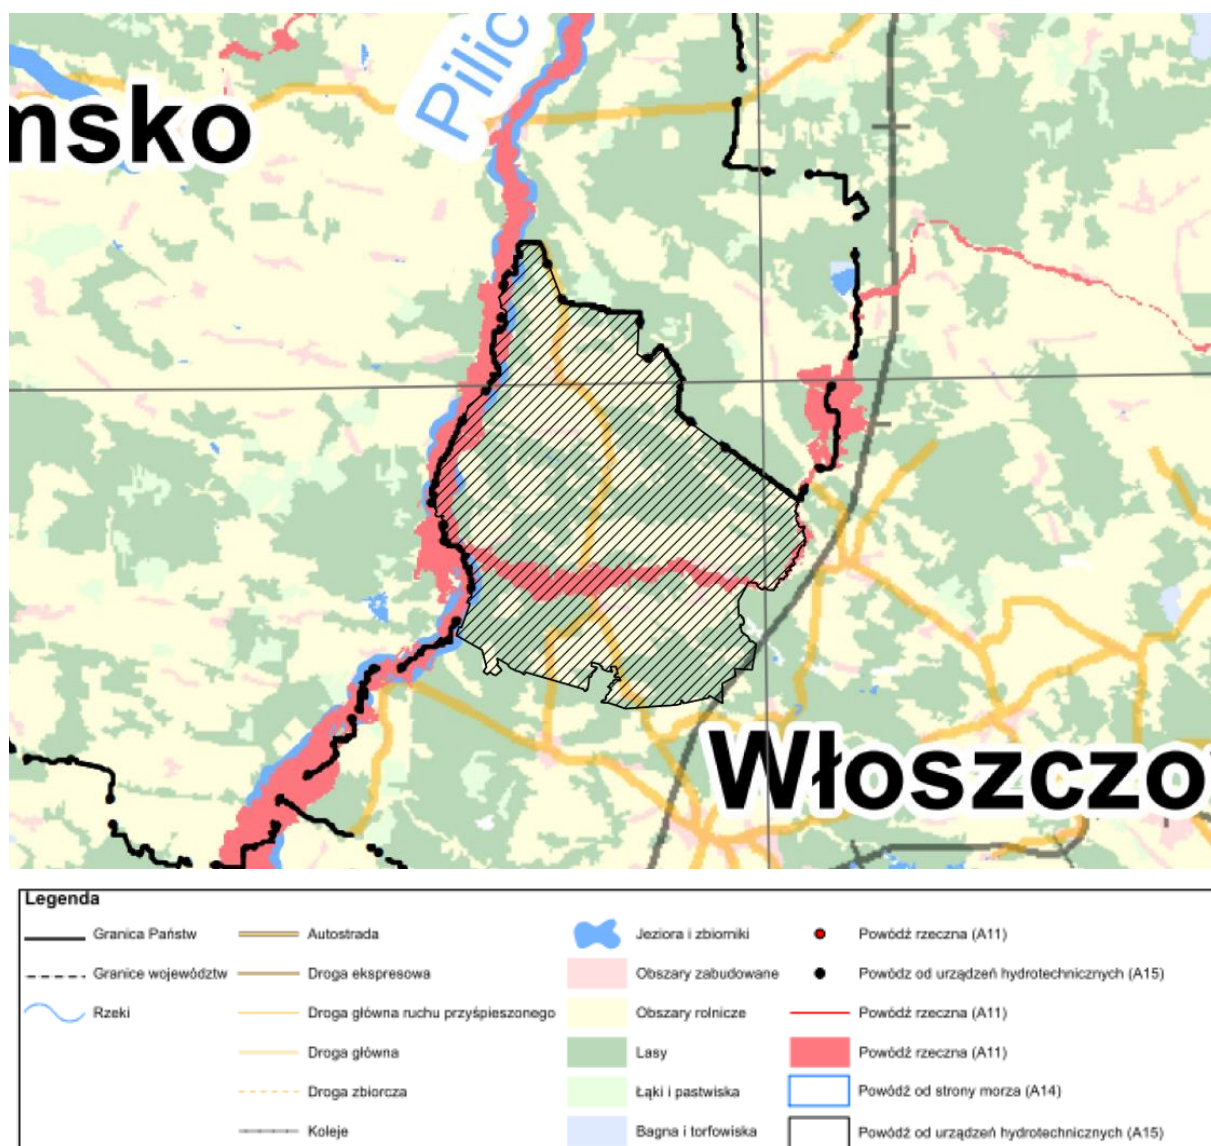 Pilic
msko
Włoszczo
Legenda
Granica Państw
Granice województw
Rzeki
Autostrada
Droga ekspresowa
Droga główna ruchu przyśpieszonego
Droga główna
Droga zbiorcza
Koleje
Jeziora i zbiorniki
Obszary zabudowane
Obszary rolnicze
Lasy
Łąki i pastwiska
Bagna i torfowiska
Powódź rzeczna (A11)
Powódz od urządzeń hydrotechnicznych (A15)
Powódź rzeczna (A11)
Powódź rzeczna (A11)
Powódź od strony morza (A14)
Powódź od urządzeń hydrotechnicznych (A15)